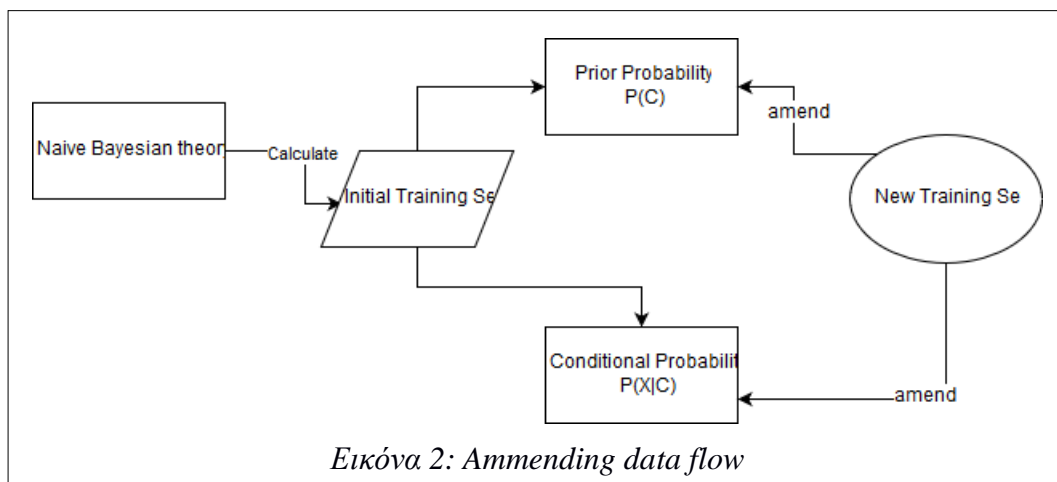 Prior Probability
P(C)
amend
Naive Bayesian theory
Calculate
Initial Training Se
New Training Se
Conditional Probabilit
P(X|C)
amend
Εικόνα 2: Ammending data flow